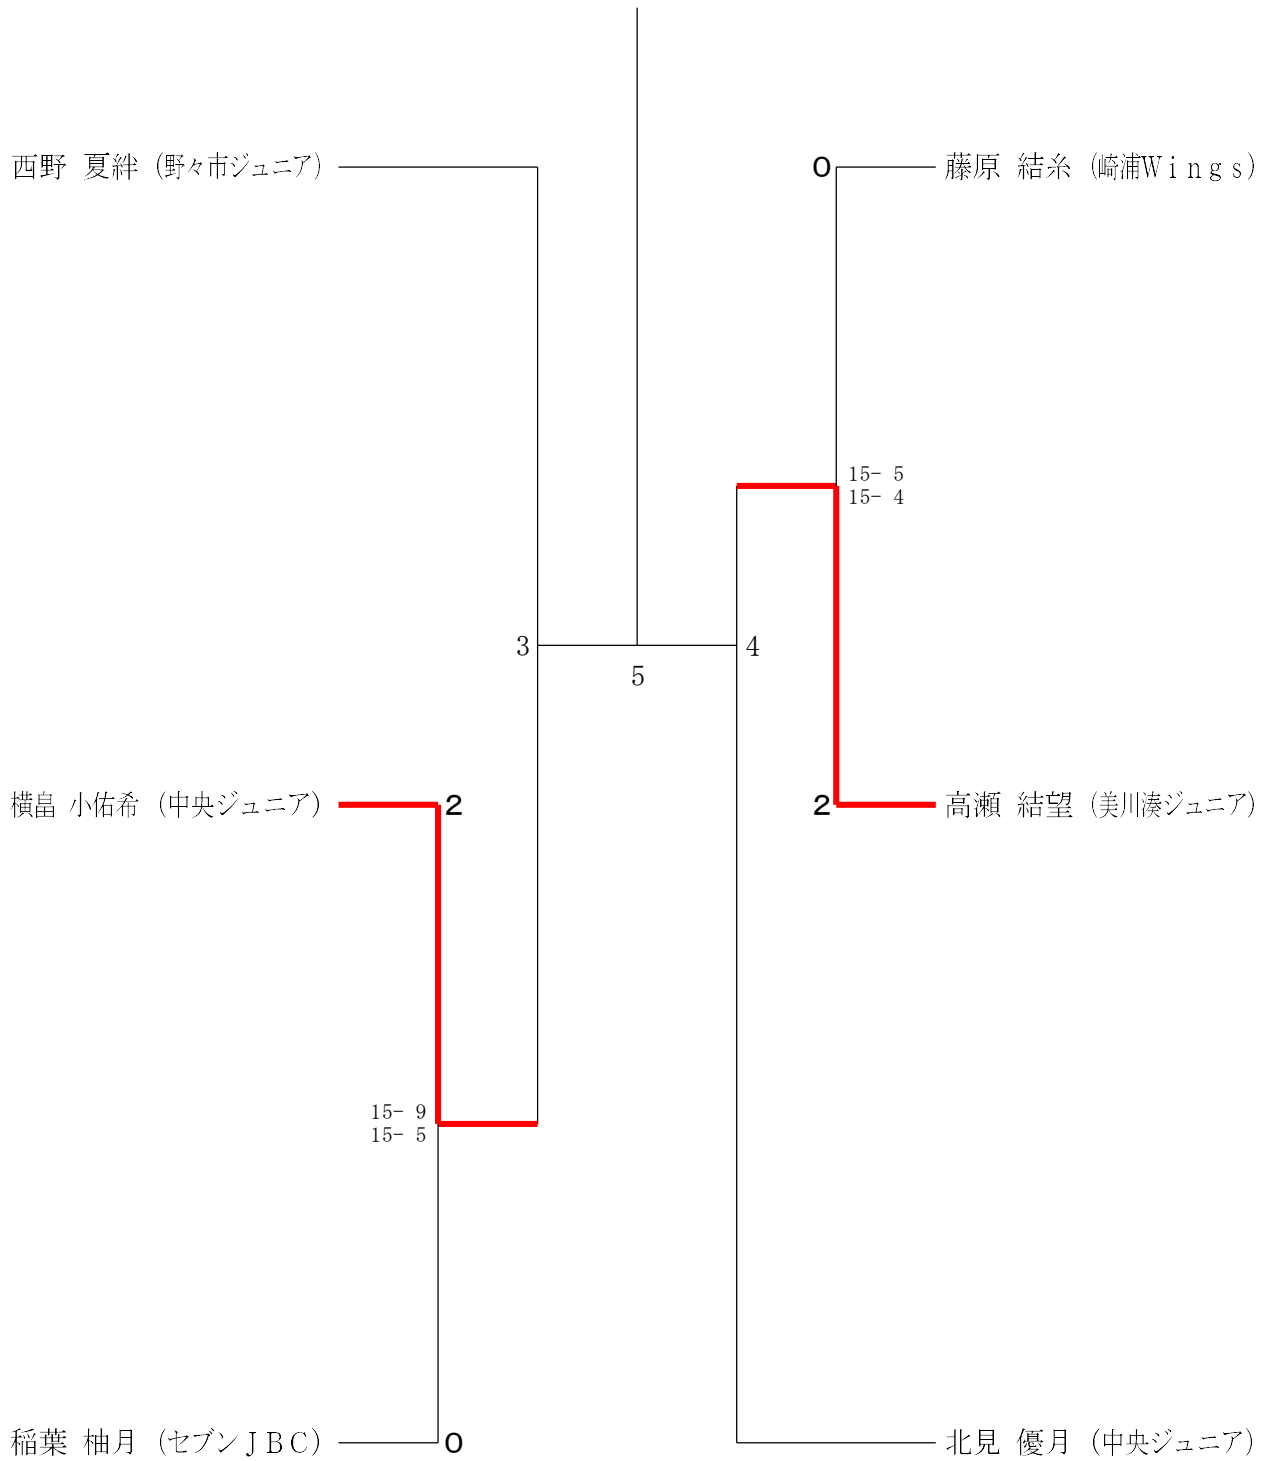 西野 夏絆 (野々市ジュニア)
0 藤原 結糸 (崎浦Wings)
15- 5
15- 4
3
4
5
横畠 小佑希 (中央ジュニア) 2
2 高瀬 結望 (美川湊ジュニア)
15- 9
15- 5
稲葉 柚月 (セブンJBC) 0
北見 優月 (中央ジュニア)